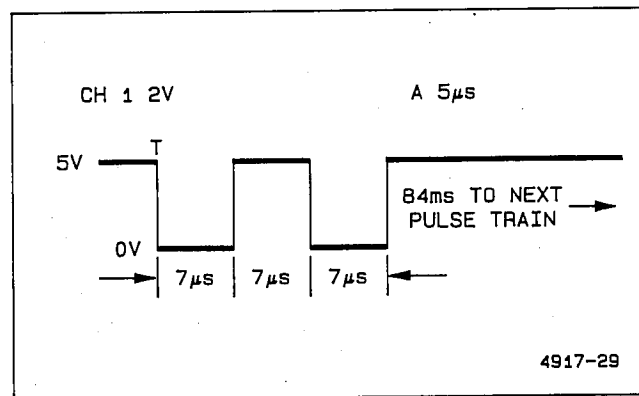 CH 1 2V
A 5μs
T
5V
84ms TO NEXT
PULSE TRAIN
0V
7μs 7μs 7μs
4917-29